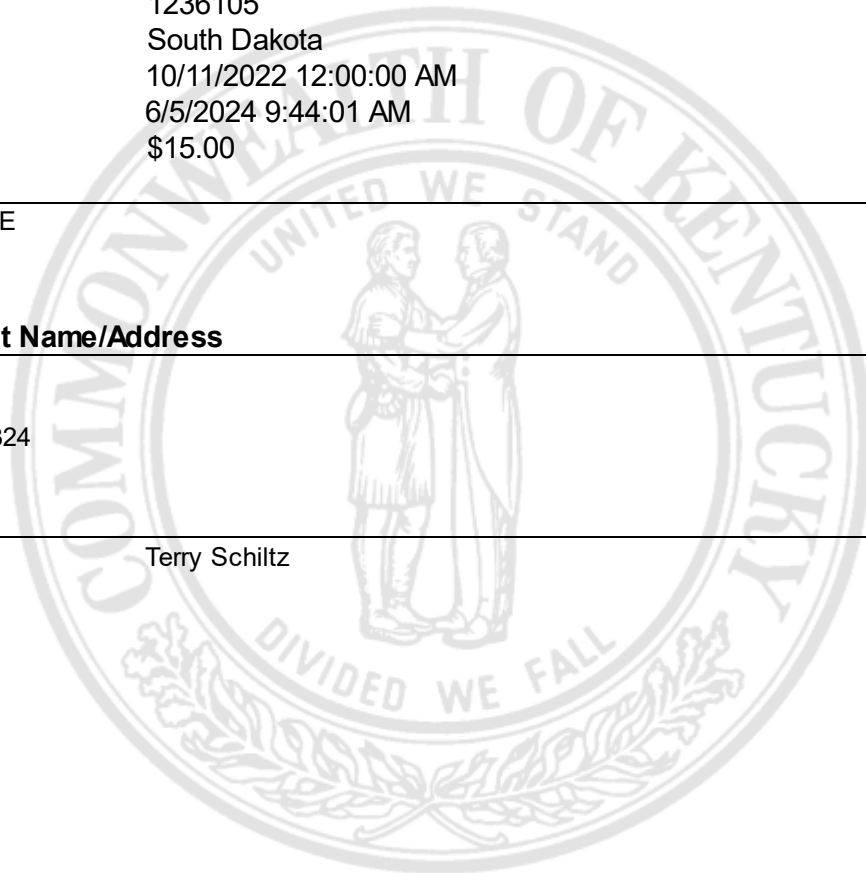 1236105
South Dakota
10/11/2022 12:00:00 AM
6/5/2024 9:44:01 AM
$15.00
E
t Name/Address
324
Terry Schiltz
COMMONWEALTH OF KENTUCKY
UNITED WE STAND
DIVIDED WE FALL